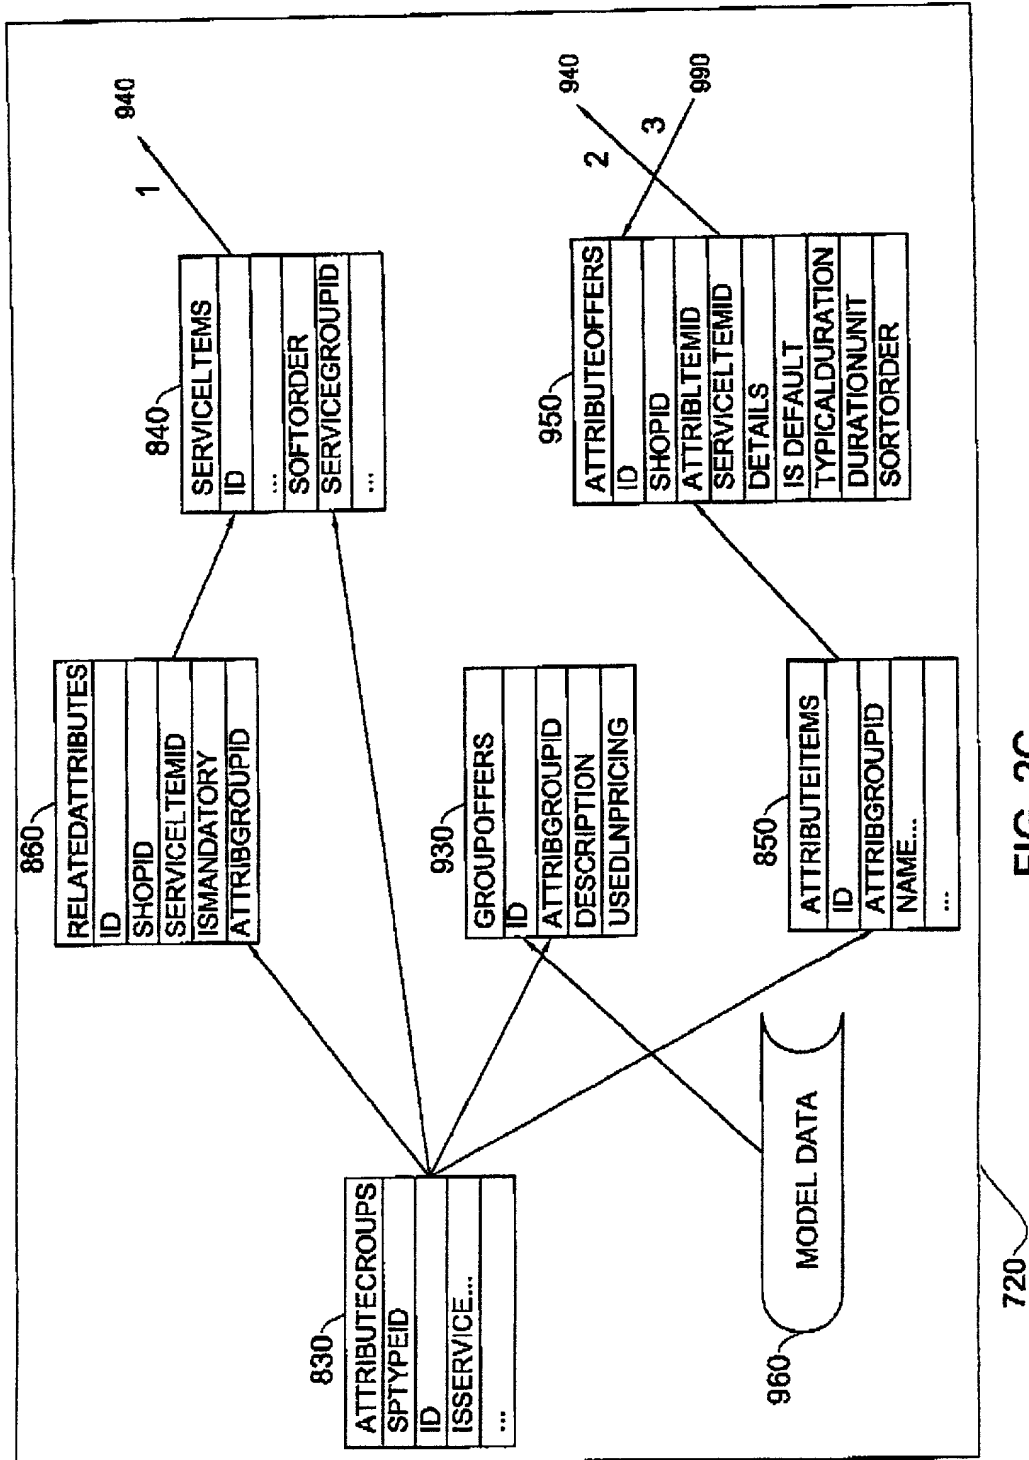 830
ATTRIBUTECROUPS
SPTYPEID
ID
ISSERVICE...
...
860
RELATEDATTRIBUTES
ID
SHOPID
SERVICELTEMID
ISMANDATORY
ATTRIBGROUPID
840
SERVICELTEMS
ID
...
SOFTORDER
SERVICEGROUPID
...
1
940
930
GROUPOFFERS
ID
ATTRIBGROUPID
DESCRIPTION
USEDLNPRICING
960
MODEL DATA
850
ATTRIBUTEITEMS
ID
ATTRIBGROUPID
NAME...
...
950
ATTRIBUTEOFFERS
ID
SHOPID
ATTRIBLTEMID
SERVICELTEMID
DETAILS
IS DEFAULT
TYPICALDURATION
DURATIONUNIT
SORTORDER
2
940
3
990
720
FIG.